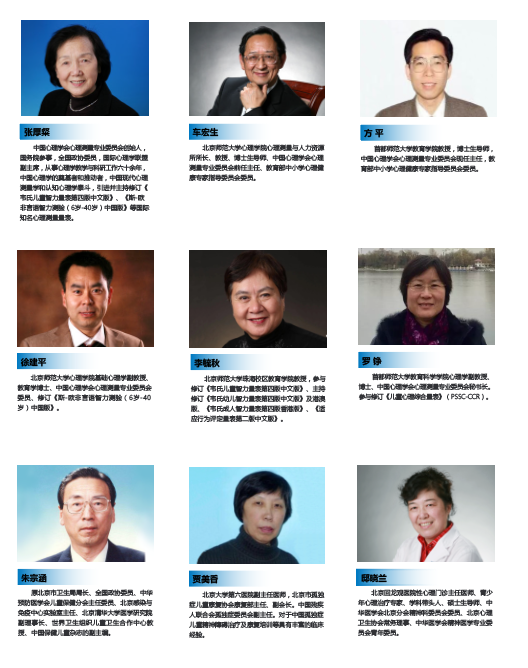 张厚粲
中国心理学会心理测量专业委员会创始人，
国务院参事，全国政协委员，国际心理学联盟
副主席，从事心理学教学与科研工作六十余年，
中国心理学的奠基者和推动者，中国现代心理
测量学和认知心理学泰斗，引进并主持修订《
韦氏儿童智力量表第四版中文版》、《斯-欧
非言语智力测验（6岁-40岁）中国版》等国际
知名心理测量量表。
车宏生
北京师范大学心理学院心理测量与人力资源
所所长、教授、博士生导师，中国心理学会心理
测量专业委员会前任主任、教育部中小学心理健
康专家指导委员会委员。
方 平
首都师范大学教育学院教授，博士生导师，
中国心理学会心理测量专业委员会现任主任，教
育部中小学心理健康专家指导委员会委员。
徐建平
北京师范大学心理学院基础心理学副教授、
教育学博士、中国心理学会心理测量专业委员会
委员、修订《斯-欧非言语智力测验（6岁-40
岁）中国版》。
李毓秋
北京师范大学珠海校区教育学院教授，参与
修订《韦氏儿童智力量表第四版中文版》、主持
修订《韦氏幼儿智力量表第四版中文版》及港澳
版、《韦氏成人智力量表第四版香港版》、《适
应行为评定量表第二版中文版》。
罗 铮
首都师范大学教育科学学院心理学副教授、
博士、中国心理学会心理测量专业委员会秘书长。
参与修订《儿童心理综合量表》（PSSC-CCR）。
朱宗涵
原北京市卫生局局长、全国政协委员、中华
预防医学会儿童保健分会主任委员、北京感染与
免疫中心实验室主任、北京清华大学医学研究院
副理事长、世界卫生组织儿童卫生合作中心教
授、中国保健儿童杂志的副主编。
贾美香
北京大学第六医院副主任医师，北京市孤独
症儿童康复协会康复部主任、副会长。中国残疾
人联合会孤独症委员会副主任。对于中国孤独症
儿童精神障碍治疗及康复培训等具有丰富的临床
经验。
邸晓兰
北京回龙观医院性心理门诊主任医师、青少
年心理治疗专家、学科带头人、硕士生导师、中
华医学会北京分会精神科委员会委员、北京心理
卫生协会常务理事、中华医学会精神医学专业委
员会青年委员。